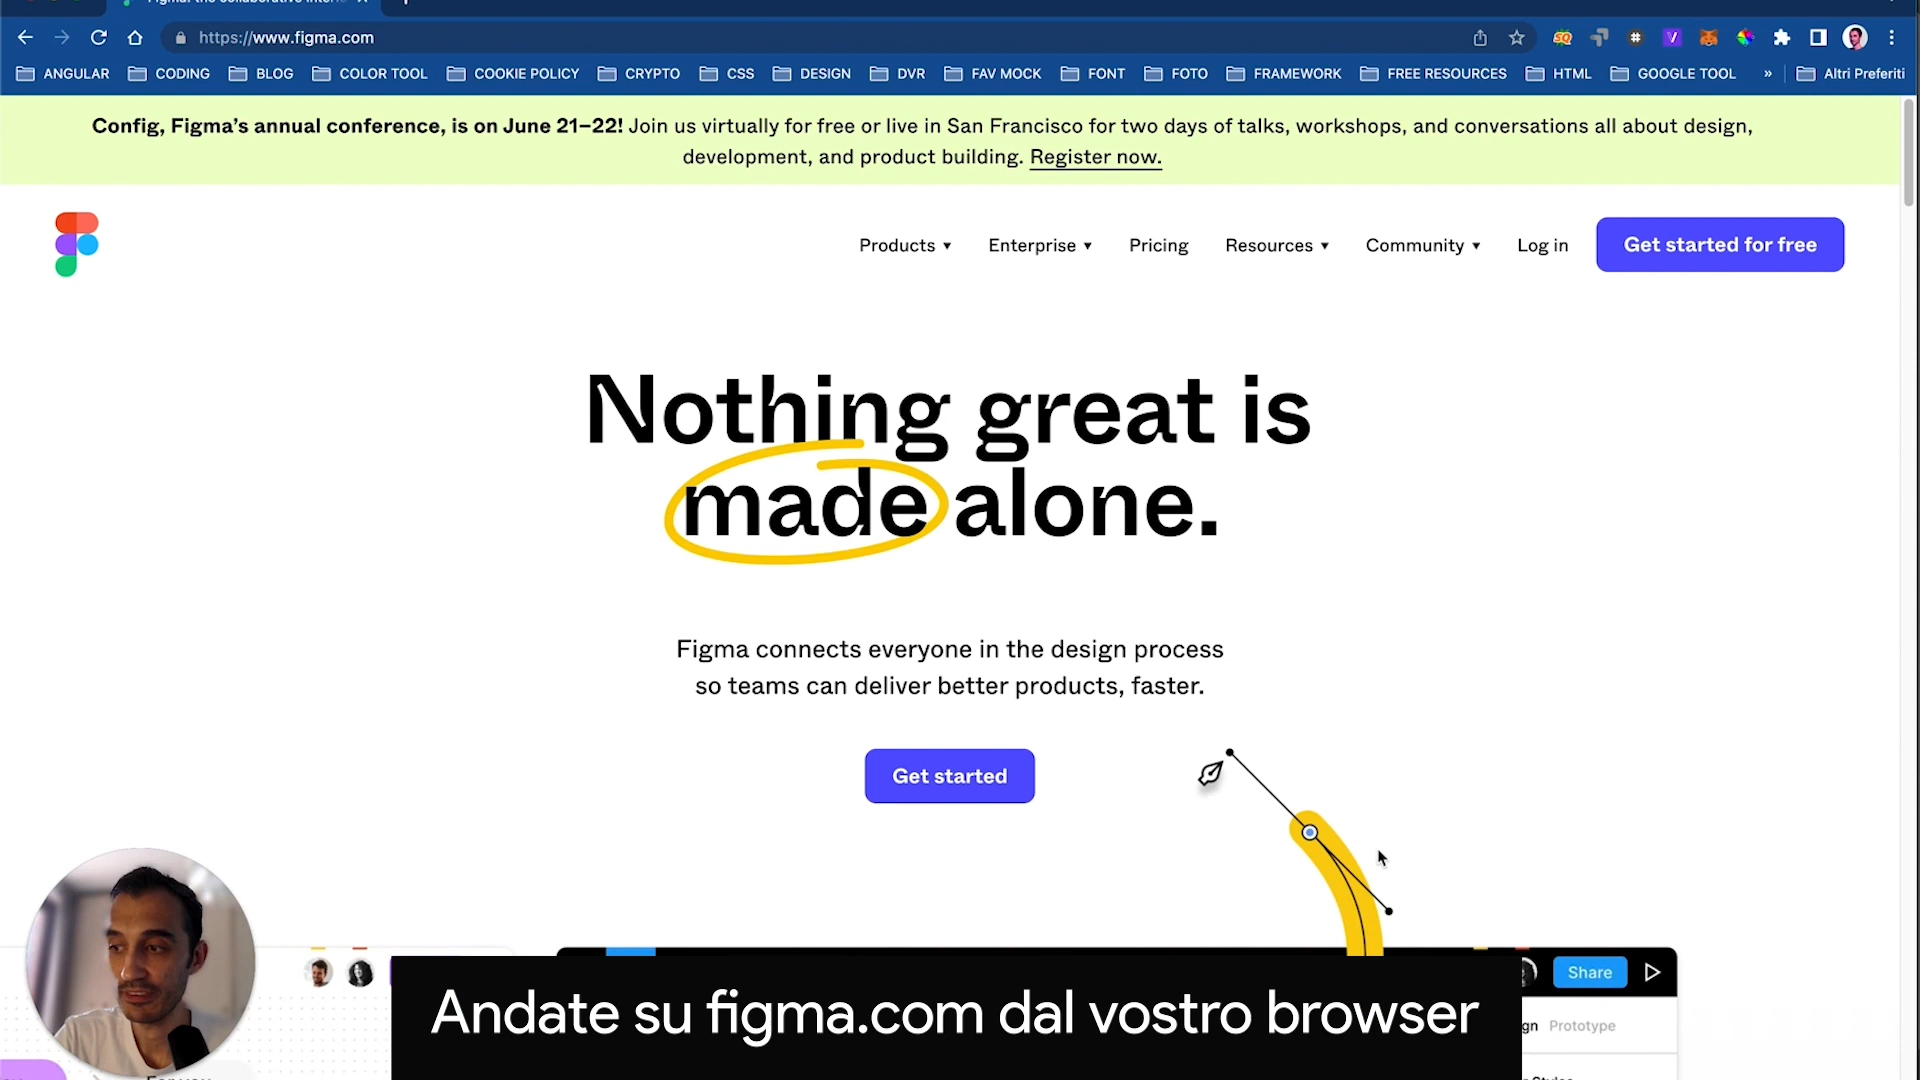 https://www.figma.com
ANGULAR CODING BLOG COLOR TOOL COOKIE POLICY CRYPTO CSS DESIGN DVR FAV MOCK FONT FOTO FRAMEWORK FREE RESOURCES HTML GOOGLE TOOL » Altri Preferiti
Config, Figma’s annual conference, is on June 21–22! Join us virtually for free or live in San Francisco for two days of talks, workshops, and conversations all about design,
development, and product building. Register now.
Products Enterprise Pricing Resources Community Log in Get started for free
Nothing great is
made alone.
Figma connects everyone in the design process
so teams can deliver better products, faster.
Get started
Share
Prototype
Andate su figma.com dal vostro browser